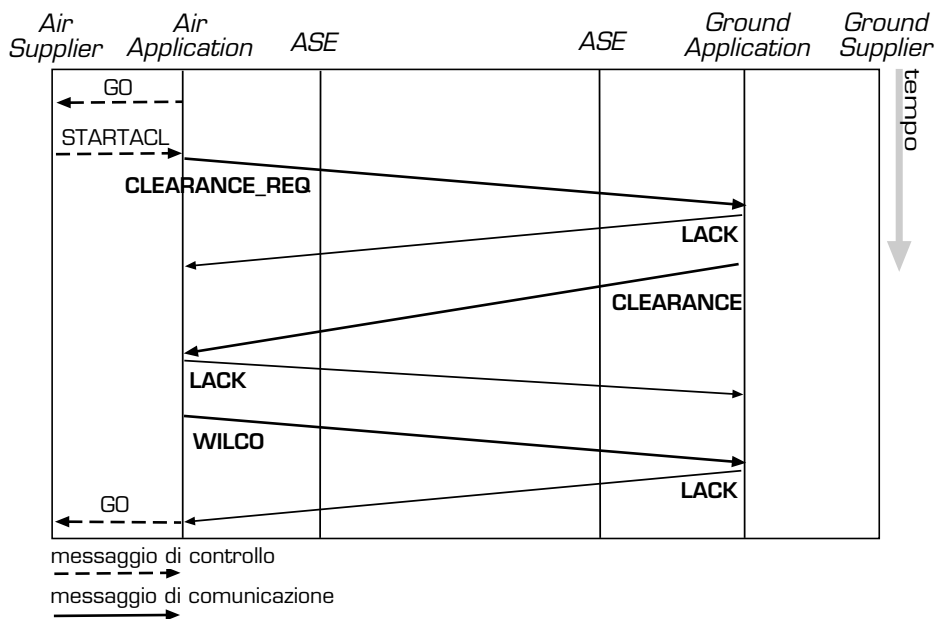 Air Supplier
Air Application
ASE
ASE
Ground Application
Ground Supplier
tempo
GO
STARTACL
CLEARANCE_REQ
LACK
CLEARANCE
LACK
WILCO
LACK
GO
messaggio di controllo
messaggio di comunicazione